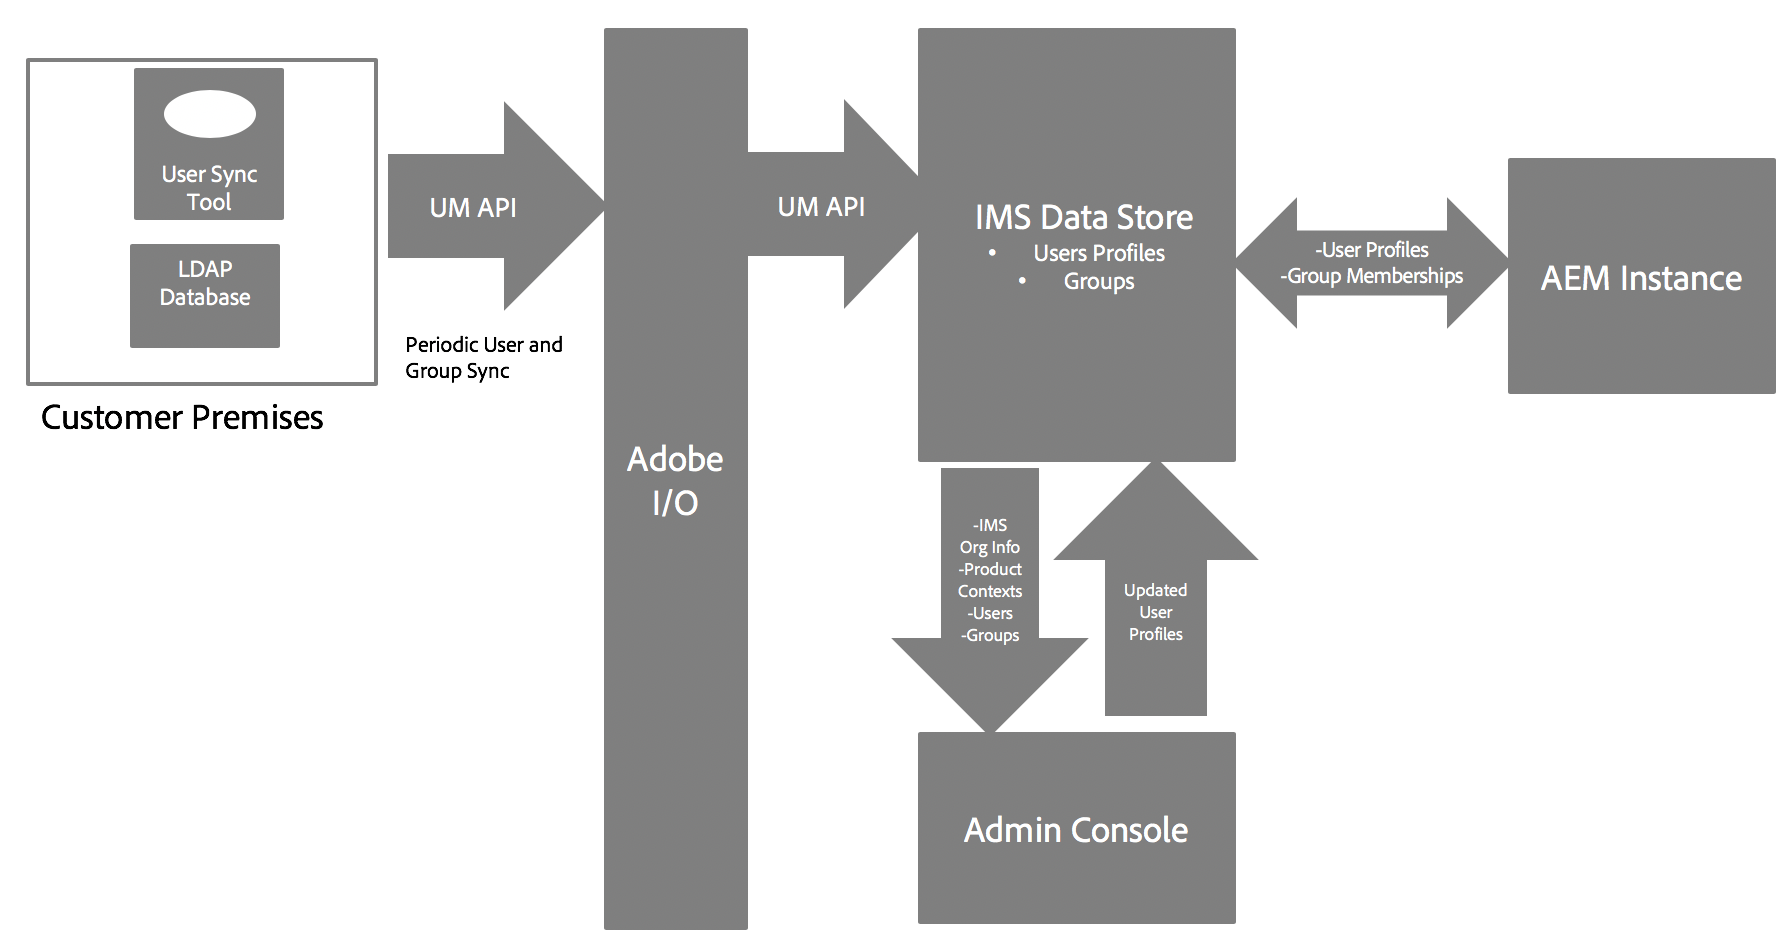 User Sync
Tool
LDAP
Database
Customer Premises
UM API
Periodic User and
Group Sync
Adobe
I/O
UM API
IMS Data Store
• Users Profiles
• Groups
-User Profiles
-Group Memberships
AEM Instance
-IMS
Org Info
-Product
Contexts
-Users
-Groups
Updated
User
Profiles
Admin Console